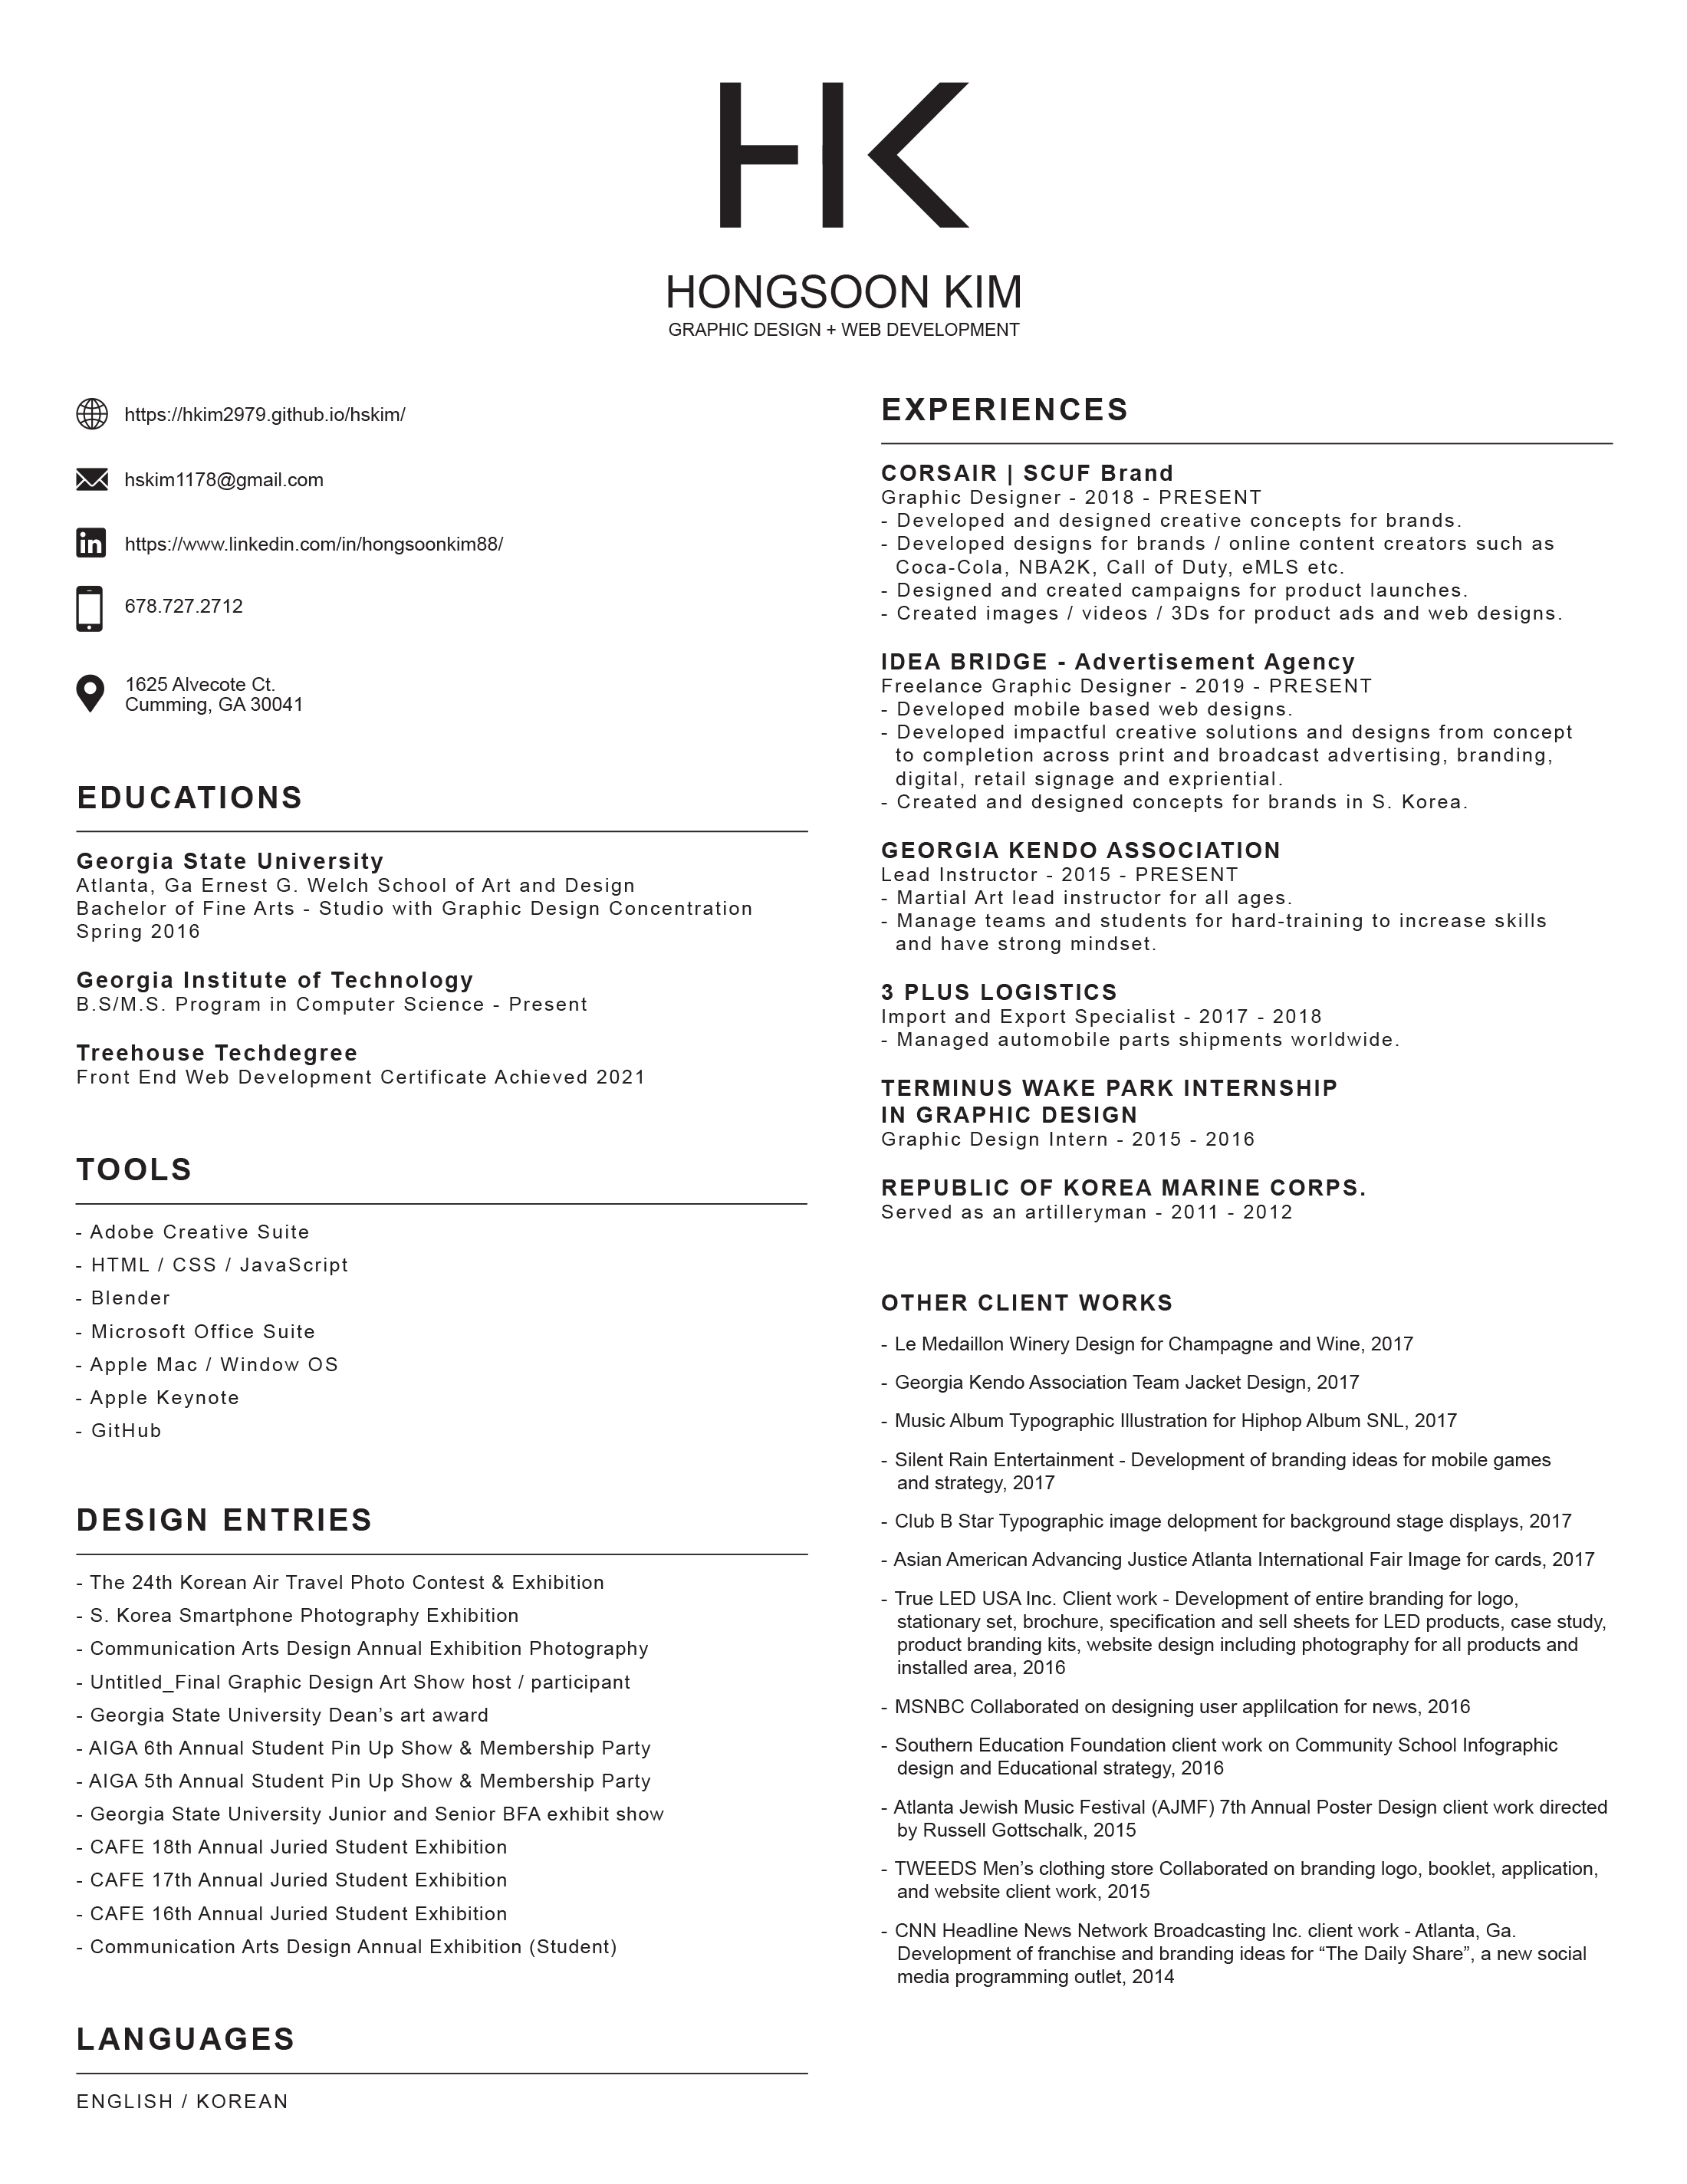 HK
HONGSOON KIM
GRAPHIC DESIGN + WEB DEVELOPMENT
https://hkim2979.github.io/hskim/
hskim1178@gmail.com
in
https://www.linkedin.com/in/hongsoonkim88/
678.727.2712
1625 Alvecote Ct.
Cumming, GA 30041
EDUCATIONS
Georgia State University
Atlanta, Ga Ernest G. Welch School of Art and Design
Bachelor of Fine Arts - Studio with Graphic Design Concentration
Spring 2016
Georgia Institute of Technology
B.S/M.S. Program in Computer Science - Present
Treehouse Techdegree
Front End Web Development Certificate Achieved 2021
TOOLS
- Adobe Creative Suite
- HTML / CSS / JavaScript
- Blender
- Microsoft Office Suite
- Apple Mac / Window OS
- Apple Keynote
- GitHub
DESIGN ENTRIES
- The 24th Korean Air Travel Photo Contest & Exhibition
- S. Korea Smartphone Photography Exhibition
- Communication Arts Design Annual Exhibition Photography
- Untitled_Final Graphic Design Art Show host / participant
- Georgia State University Dean’s art award
- AIGA 6th Annual Student Pin Up Show & Membership Party
- AIGA 5th Annual Student Pin Up Show & Membership Party
- Georgia State University Junior and Senior BFA exhibit show
- CAFE 18th Annual Juried Student Exhibition
- CAFE 17th Annual Juried Student Exhibition
- CAFE 16th Annual Juried Student Exhibition
- Communication Arts Design Annual Exhibition (Student)
LANGUAGES
ENGLISH / KOREAN
EXPERIENCES
CORSAIR | SCUF Brand
Graphic Designer - 2018 - PRESENT
- Developed and designed creative concepts for brands.
- Developed designs for brands / online content creators such as
Coca-Cola, NBA2K, Call of Duty, eMLS etc.
- Designed and created campaigns for product launches.
- Created images / videos / 3Ds for product ads and web designs.
IDEA BRIDGE - Advertisement Agency
Freelance Graphic Designer - 2019 - PRESENT
- Developed mobile based web designs.
- Developed impactful creative solutions and designs from concept
to completion across print and broadcast advertising, branding,
digital, retail signage and expriential.
- Created and designed concepts for brands in S. Korea.
GEORGIA KENDO ASSOCIATION
Lead Instructor - 2015 - PRESENT
- Martial Art lead instructor for all ages.
- Manage teams and students for hard-training to increase skills
and have strong mindset.
3 PLUS LOGISTICS
Import and Export Specialist - 2017 - 2018
- Managed automobile parts shipments worldwide.
TERMINUS WAKE PARK INTERNSHIP
IN GRAPHIC DESIGN
Graphic Design Intern - 2015 - 2016
REPUBLIC OF KOREA MARINE CORPS.
Served as an artilleryman - 2011 - 2012
OTHER CLIENT WORKS
- Le Medaillon Winery Design for Champagne and Wine, 2017
- Georgia Kendo Association Team Jacket Design, 2017
- Music Album Typographic Illustration for Hiphop Album SNL, 2017
- Silent Rain Entertainment - Development of branding ideas for mobile games
and strategy, 2017
- Club B Star Typographic image delopment for background stage displays, 2017
- Asian American Advancing Justice Atlanta International Fair Image for cards, 2017
- True LED USA Inc. Client work - Development of entire branding for logo,
stationary set, brochure, specification and sell sheets for LED products, case study,
product branding kits, website design including photography for all products and
installed area, 2016
- MSNBC Collaborated on designing user applilcation for news, 2016
- Southern Education Foundation client work on Community School Infographic
design and Educational strategy, 2016
- Atlanta Jewish Music Festival (AJMF) 7th Annual Poster Design client work directed
by Russell Gottschalk, 2015
- TWEEDS Men’s clothing store Collaborated on branding logo, booklet, application,
and website client work, 2015
- CNN Headline News Network Broadcasting Inc. client work - Atlanta, Ga.
Development of franchise and branding ideas for “The Daily Share”, a new social
media programming outlet, 2014